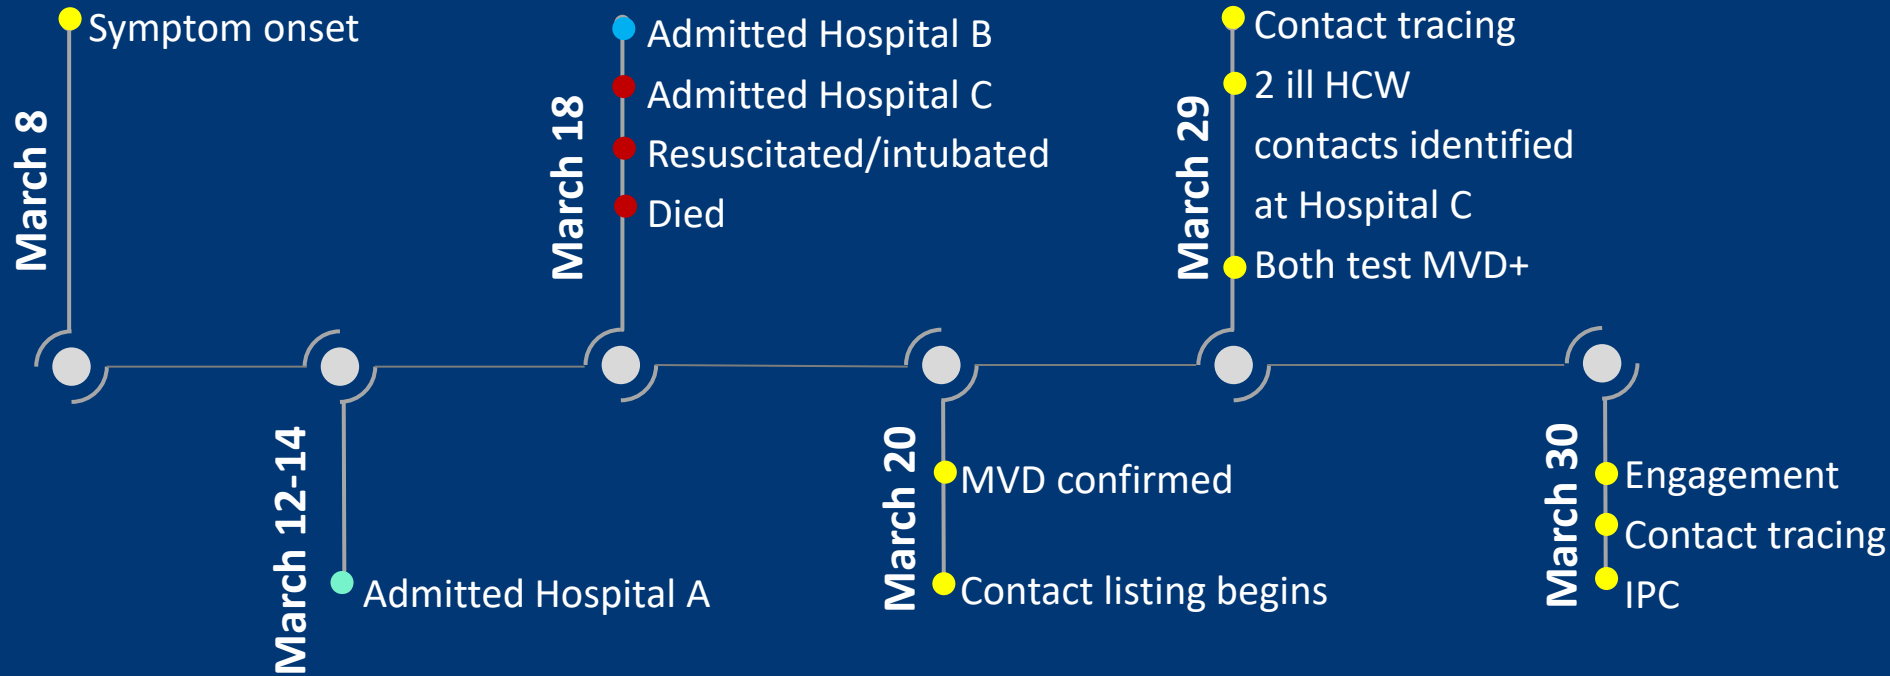 March 8
Symptom onset
March 12-14
Admitted Hospital A
March 18
Admitted Hospital B
Admitted Hospital C
Resuscitated/intubated
Died
March 20
MVD confirmed
Contact listing begins
March 29
Contact tracing
2 ill HCW
contacts identified
at Hospital C
Both test MVD+
March 30
Engagement
Contact tracing
IPC